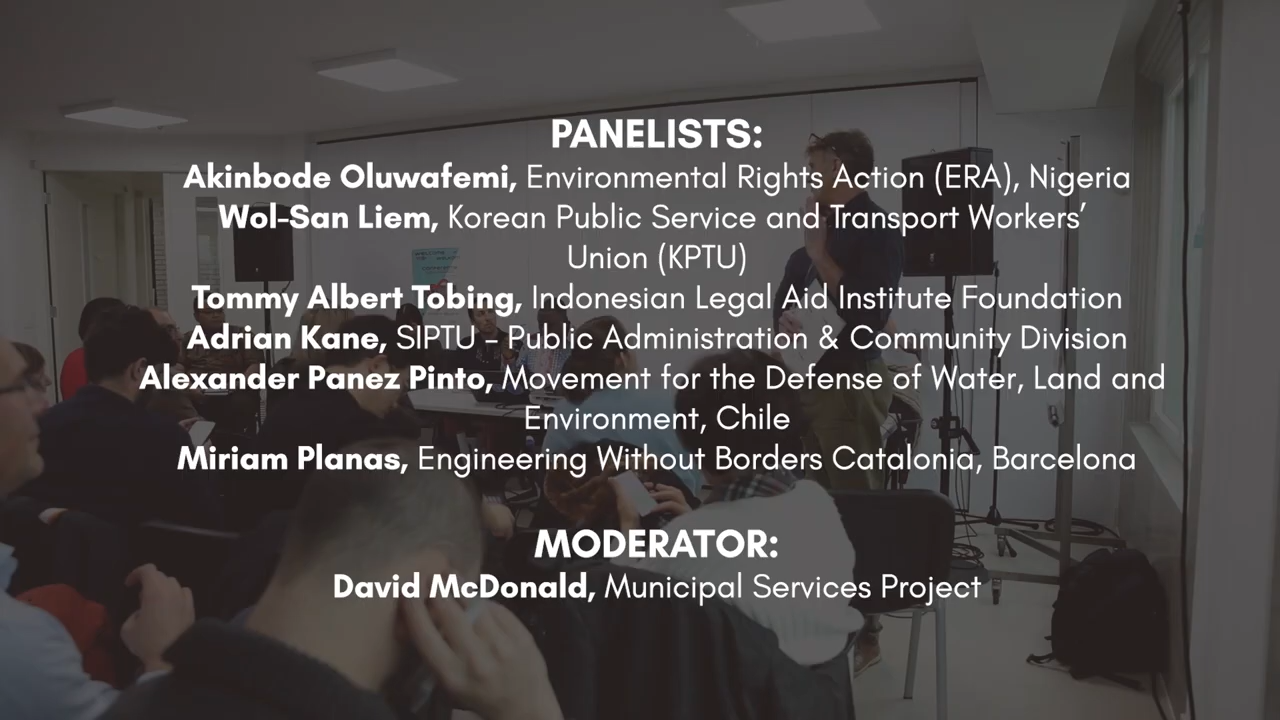 PANELISTS:
Akinbode Oluwafemi, Environmental Rights Action (ERA), Nigeria
Wol-San Liem, Korean Public Service and Transport Workers’
Union (KPTU)
Tommy Albert Tobing, Indonesian Legal Aid Institute Foundation
Adrian Kane, SIPTU – Public Administration & Community Division
Alexander Panez Pinto, Movement for the Defense of Water, Land and
Environment, Chile
Miriam Planas, Engineering Without Borders Catalonia, Barcelona
MODERATOR:
David McDonald, Municipal Services Project